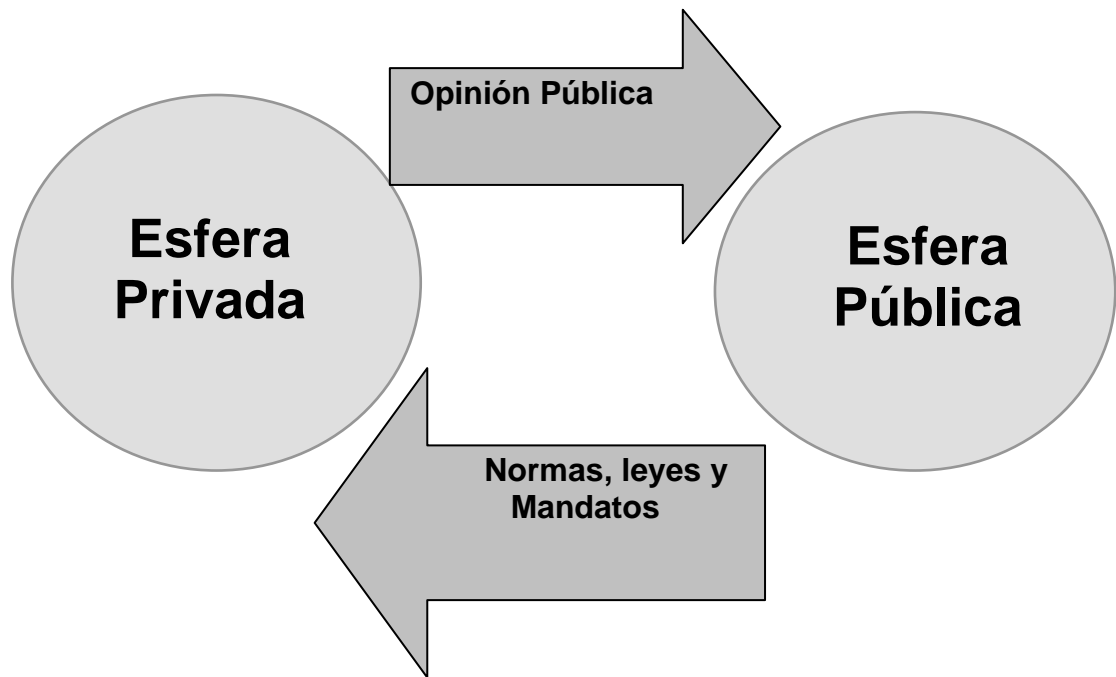 Opinión Pública
Esfera
Privada
Esfera
Pública
Normas, leyes y
Mandatos